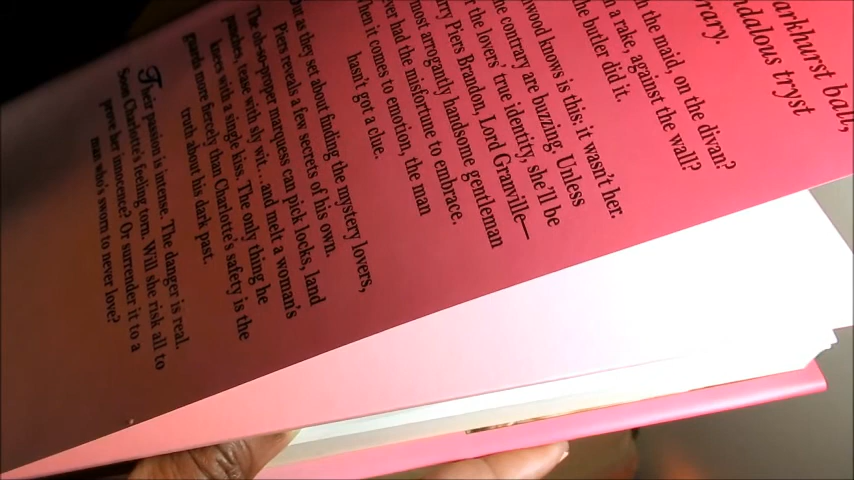 arkhurst ball,
ndalous tryst
rary.
h the maid, on the divan?
h a rake, against the wall?
the butler did it.
nwood knows is this: it wasn't her.
the contrary are buzzing. Unless
r the lovers' true identity, she'll be
rry Piers Brandon, Lord Granville—
most arrogantly handsome gentleman
ever had the misfortune to embrace.
hen it comes to emotion, the man
hasn't got a clue.
as they set about finding the mystery lovers,
Piers reveals a few secrets of his own.
The oh-so-proper marquess can pick locks, land
punches, tease with sly wit... and melt a woman's
knees with a single kiss. The only thing he
guards more fiercely than Charlotte's safety is the
truth about his dark past.
Their passion is intense. The danger is real.
Soon Charlotte's feeling torn. Will she risk all to
prove her innocence? Or surrender it to a
man who's sworn to never love?